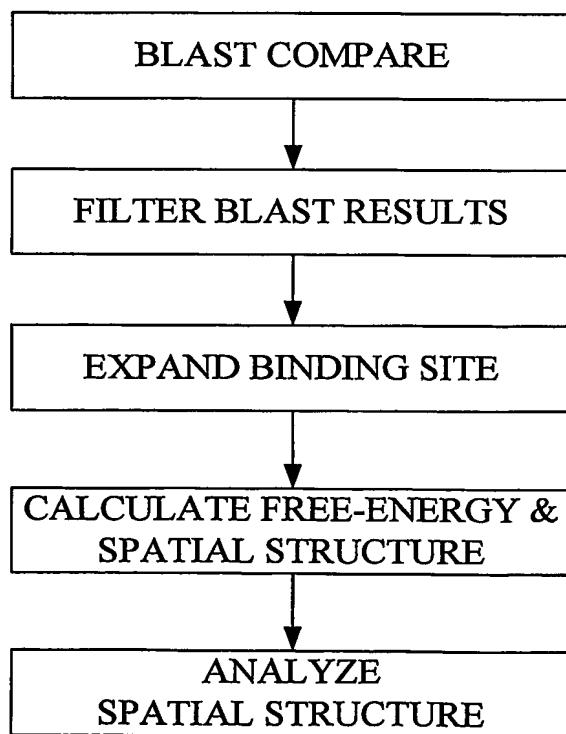 BLAST COMPARE
FILTER BLAST RESULTS
EXPAND BINDING SITE
CALCULATE FREE-ENERGY &
SPATIAL STRUCTURE
ANALYZE
SPATIAL STRUCTURE